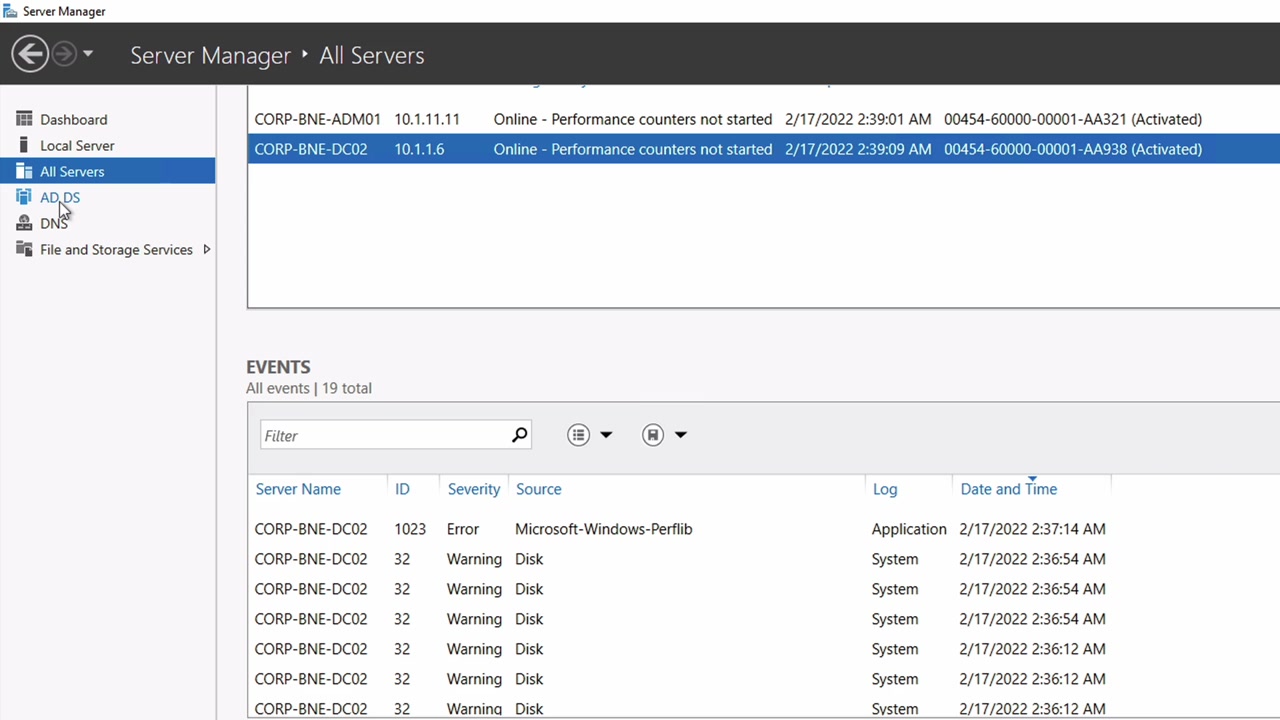 Server Manager
Server Manager ‣ All Servers
Dashboard
Local Server
All Servers
AD DS
DNS
File and Storage Services
CORP-BNE-ADM01 10.1.11.11 Online - Performance counters not started 2/17/2022 2:39:01 AM 00454-60000-00001-AA321 (Activated)
CORP-BNE-DC02 10.1.1.6 Online - Performance counters not started 2/17/2022 2:39:09 AM 00454-60000-00001-AA938 (Activated)
EVENTS
All events | 19 total
Filter
Server Name ID Severity Source Log Date and Time
CORP-BNE-DC02 1023 Error Microsoft-Windows-Perflib Application 2/17/2022 2:37:14 AM
CORP-BNE-DC02 32 Warning Disk System 2/17/2022 2:36:54 AM
CORP-BNE-DC02 32 Warning Disk System 2/17/2022 2:36:54 AM
CORP-BNE-DC02 32 Warning Disk System 2/17/2022 2:36:54 AM
CORP-BNE-DC02 32 Warning Disk System 2/17/2022 2:36:12 AM
CORP-BNE-DC02 32 Warning Disk System 2/17/2022 2:36:12 AM
CORP-BNE-DC02 32 Warning Disk System 2/17/2022 2:36:12 AM